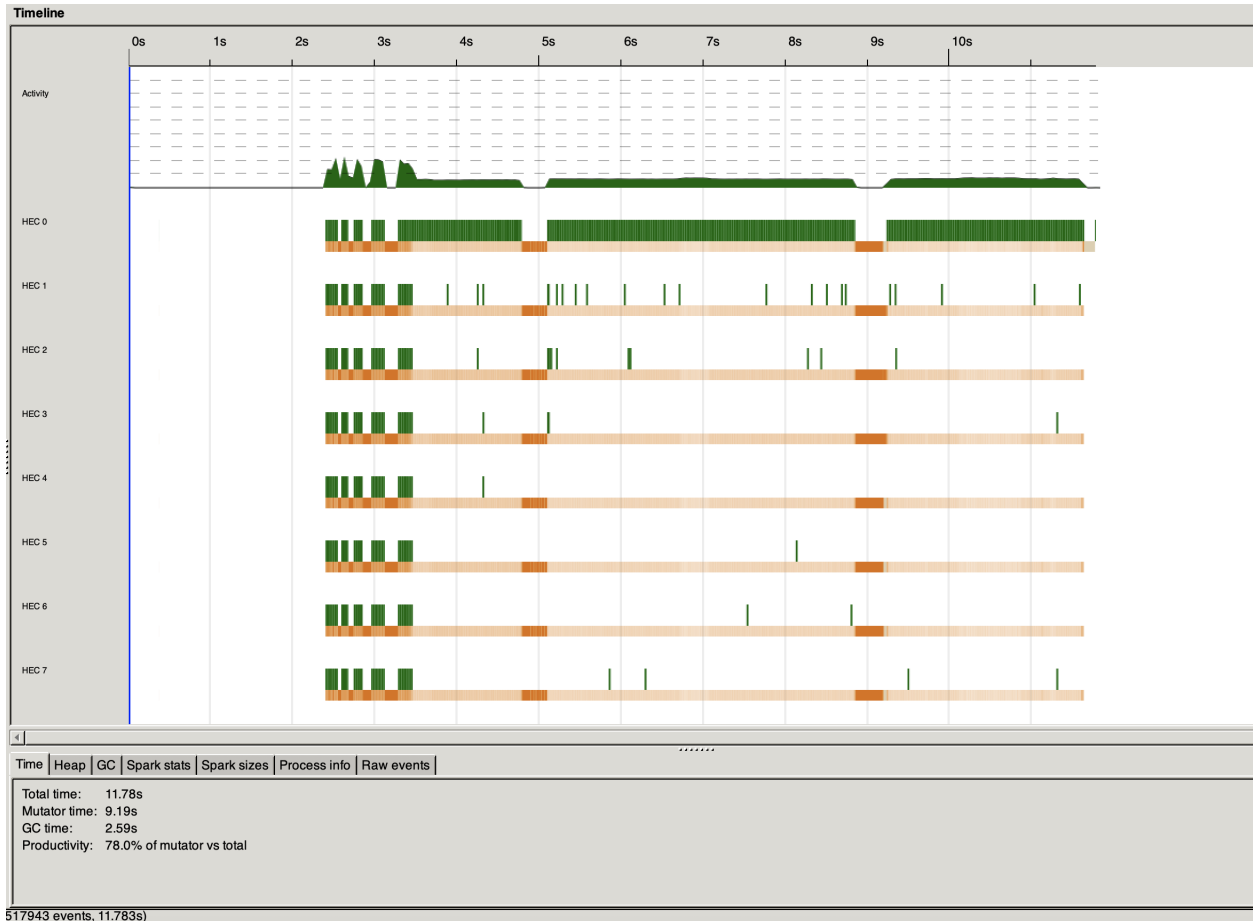 Timeline
0s 1s 2s 3s 4s 5s 6s 7s 8s 9s 10s
Activity
HEC 0
HEC 1
HEC 2
HEC 3
HEC 4
HEC 5
HEC 6
HEC 7
Time Heap GC Spark stats Spark sizes Process info Raw events
Total time: 11.78s
Mutator time: 9.19s
GC time: 2.59s
Productivity: 78.0% of mutator vs total
517943 events, 11.783s)